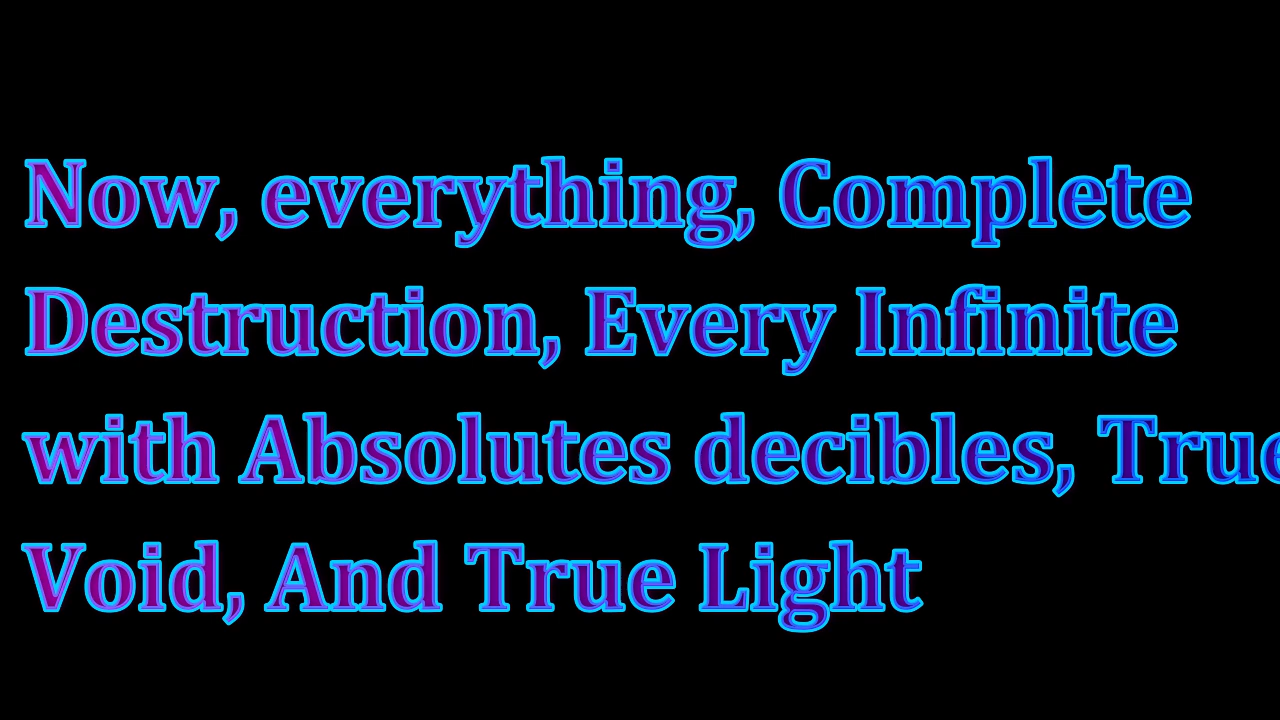 Now, everything, Complete
Destruction, Every Infinite
with Absolutes decibles, True
Void, And True Light